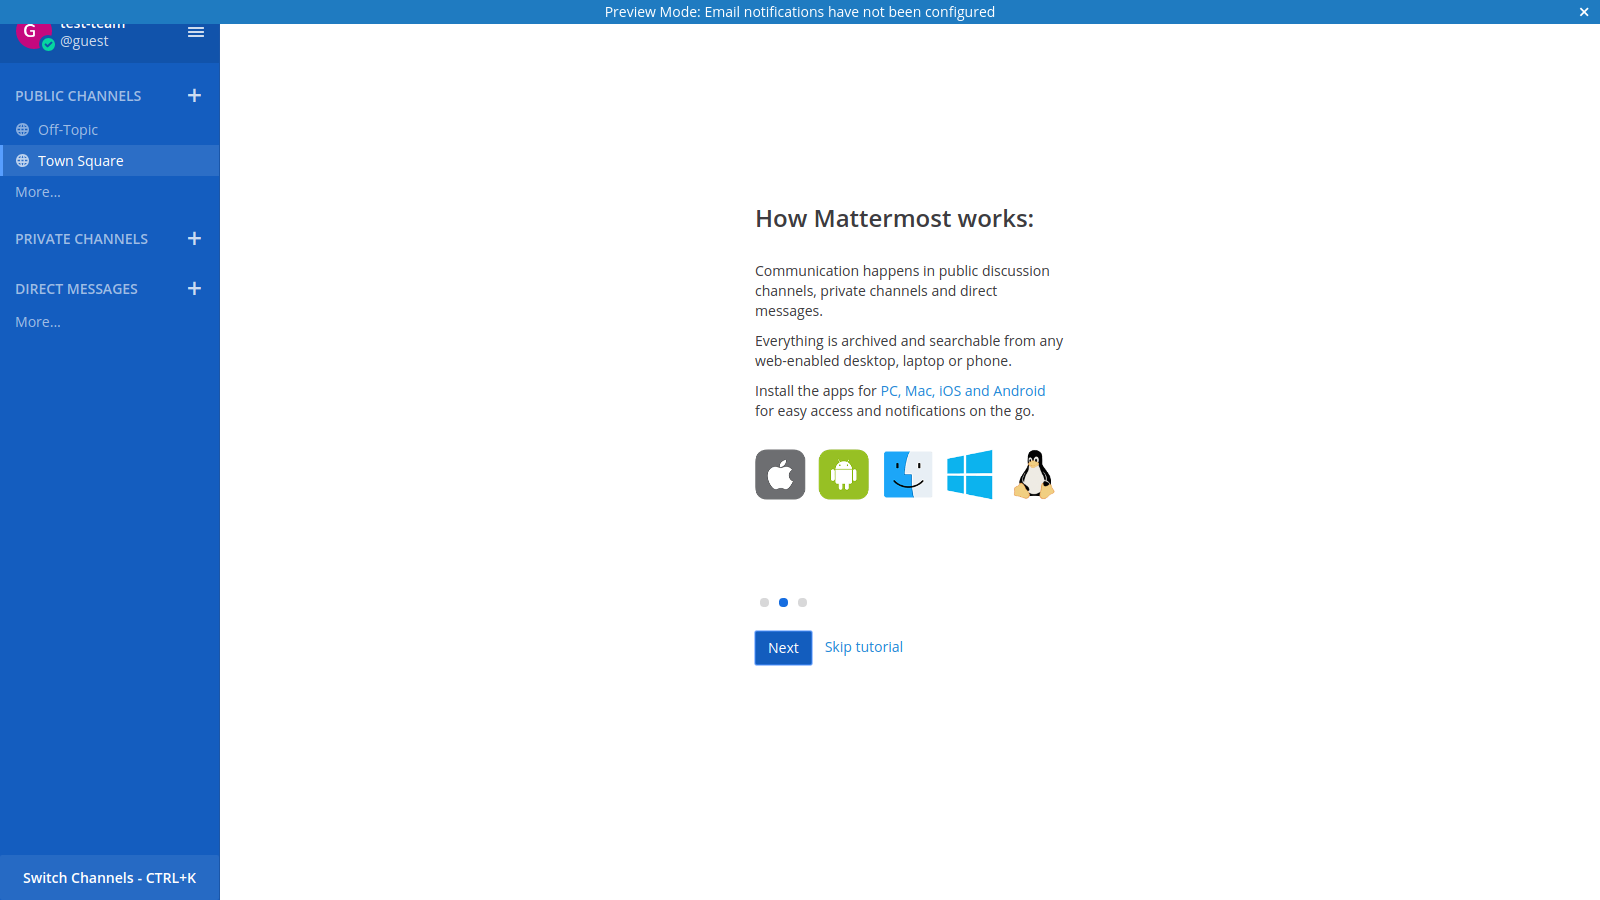 Preview Mode: Email notifications have not been configured ×
G
test-team
@guest
PUBLIC CHANNELS +
Off-Topic
Town Square
More...
PRIVATE CHANNELS +
DIRECT MESSAGES +
More...
How Mattermost works:
Communication happens in public discussion
channels, private channels and direct
messages.
Everything is archived and searchable from any
web-enabled desktop, laptop or phone.
Install the apps for PC, Mac, iOS and Android
for easy access and notifications on the go.
Next Skip tutorial
Switch Channels - CTRL+K